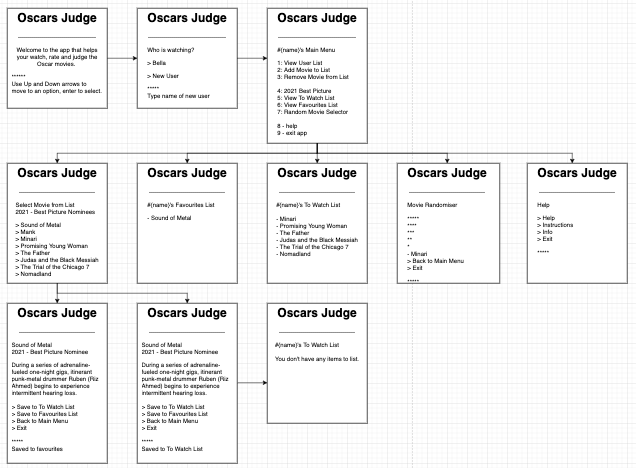 Oscars Judge
Welcome to the app that helps
your watch, rate and judge the
Oscar movies.
******
Use Up and Down arrows to
move to an option, enter to select.
Oscars Judge
Who is watching?
> Bella
> New User
*****
Type name of new user
Oscars Judge
#{name}'s Main Menu
1: View User List
2: Add Movie to List
3: Remove Movie from List
4: 2021 Best Picture
5: View To Watch List
6: View Favourites List
7: Random Movie Selector
8 - help
9 - exit app
Oscars Judge
Select Movie from List
2021 - Best Picture Nominees
> Sound of Metal
> Mank
> Minari
> Promising Young Woman
> The Father
> Judas and the Black Messiah
> The Trial of the Chicago 7
> Nomadland
Oscars Judge
#{name}'s Favourites List
- Sound of Metal
Oscars Judge
#{name}'s To Watch List
- Minari
- Promising Young Woman
- The Father
- Judas and the Black Messiah
- The Trial of the Chicago 7
- Nomadland
Oscars Judge
Movie Randomiser
*****
****
***
**
*
- Minari
> Back to Main Menu
> Exit
*****
Oscars Judge
Help
> Help
> Instructions
> Info
> Exit
*****
Oscars Judge
Sound of Metal
2021 - Best Picture Nominee
During a series of adrenaline-
fueled one-night gigs, itinerant
punk-metal drummer Ruben (Riz
Ahmed) begins to experience
intermittent hearing loss.
> Save to To Watch List
> Save to Favourites List
> Back to Main Menu
> Exit
*****
Saved to favourites
Oscars Judge
Sound of Metal
2021 - Best Picture Nominee
During a series of adrenaline-
fueled one-night gigs, itinerant
punk-metal drummer Ruben (Riz
Ahmed) begins to experience
intermittent hearing loss.
> Save to To Watch List
> Save to Favourites List
> Back to Main Menu
> Exit
*****
Saved to To Watch List
Oscars Judge
#{name}'s To Watch List
You don't have any items to list.